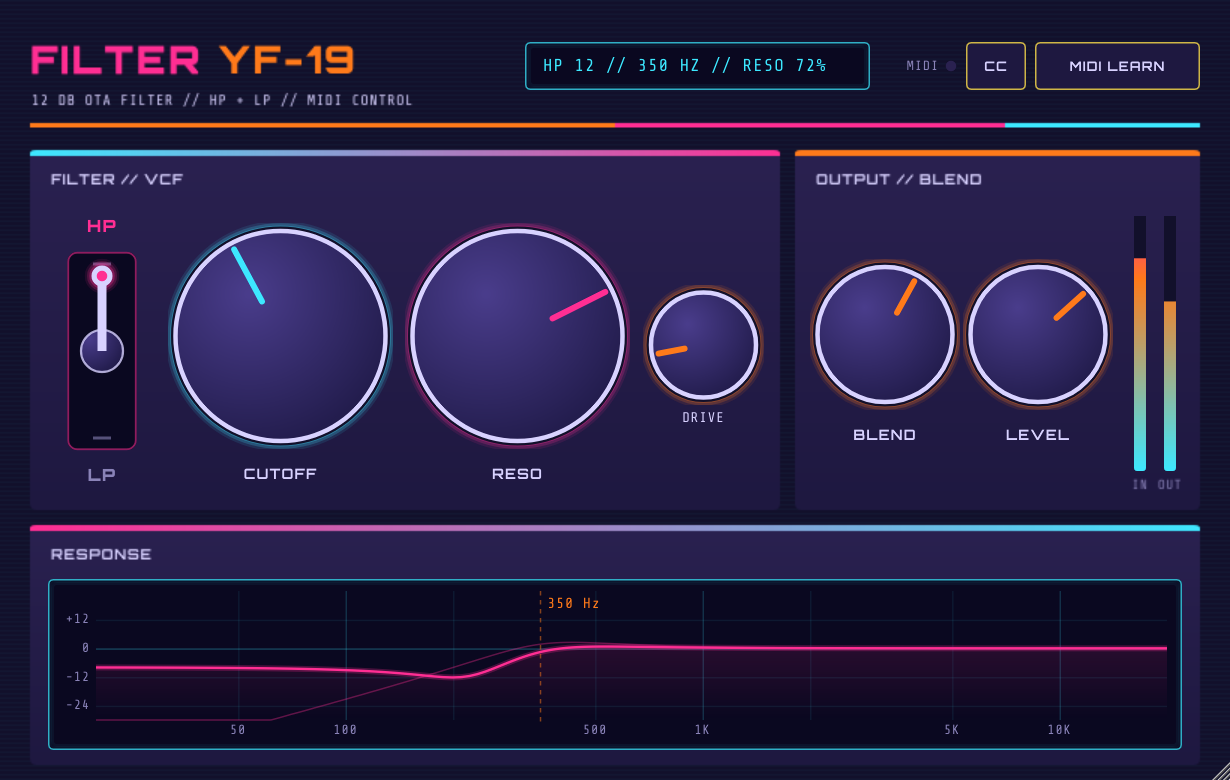 FILTER YF-19
12 DB OTA FILTER // HP + LP // MIDI CONTROL
HP 12 // 350 HZ // RESO 72%
MIDI
CC
MIDI LEARN
FILTER // VCF
HP
LP
CUTOFF
RESO
DRIVE
OUTPUT // BLEND
BLEND
LEVEL
IN OUT
RESPONSE
350 Hz
+12
0
-12
-24
50 100 500 1K 5K 10K